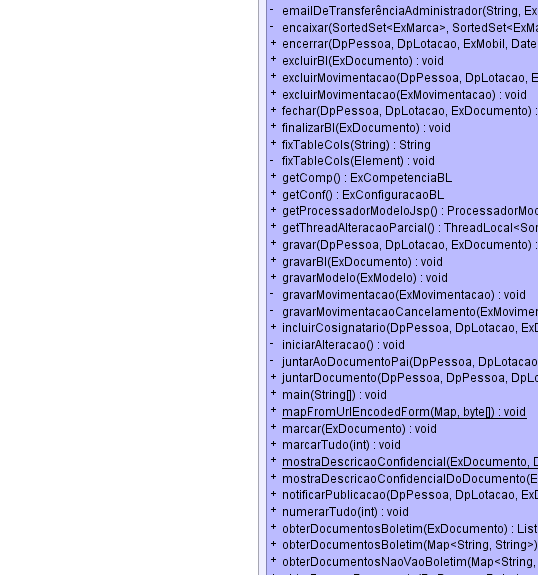 - emailDeTransferênciaAdministrador(String, Ex
- encaixar(SortedSet<ExMarca>, SortedSet<ExMa
+ encerrar(DpPessoa, DpLotacao, ExMobil, Date
+ excluirBI(ExDocumento) : void
+ excluirMovimentacao(DpPessoa, DpLotacao, E
+ excluirMovimentacao(ExMovimentacao) : void
+ fechar(DpPessoa, DpLotacao, ExDocumento) :
+ finalizarBI(ExDocumento) : void
+ fixTableCols(String) : String
- fixTableCols(Element) : void
+ getComp() : ExCompetenciaBL
+ getConf() : ExConfiguracaoBL
+ getProcessadorModeloJsp() : ProcessadorMod
+ getThreadAlteracaoParcial() : ThreadLocal<Sor
+ gravar(DpPessoa, DpLotacao, ExDocumento) :
+ gravarBI(ExDocumento) : void
+ gravarModelo(ExModelo) : void
- gravarMovimentacao(ExMovimentacao) : void
- gravarMovimentacaoCancelamento(ExMovimen
+ incluirCosignatario(DpPessoa, DpLotacao, ExD
- iniciarAlteracao() : void
- juntarAoDocumentoPai(DpPessoa, DpLotacao
+ juntarDocumento(DpPessoa, DpPessoa, DpLo
+ main(String[]) : void
+ mapFromUrlEncodedForm(Map, byte[]) : void
+ marcar(ExDocumento) : void
+ marcarTudo(int) : void
+ mostraDescricaoConfidencial(ExDocumento, D
+ mostraDescricaoConfidencialDoDocumento(E
+ notificarPublicacao(DpPessoa, DpLotacao, ExD
+ numerarTudo(int) : void
+ obterDocumentosBoletim(ExDocumento) : List
+ obterDocumentosBoletim(Map<String, String>)
+ obterDocumentosNaoVaoBoletim(Map<String,